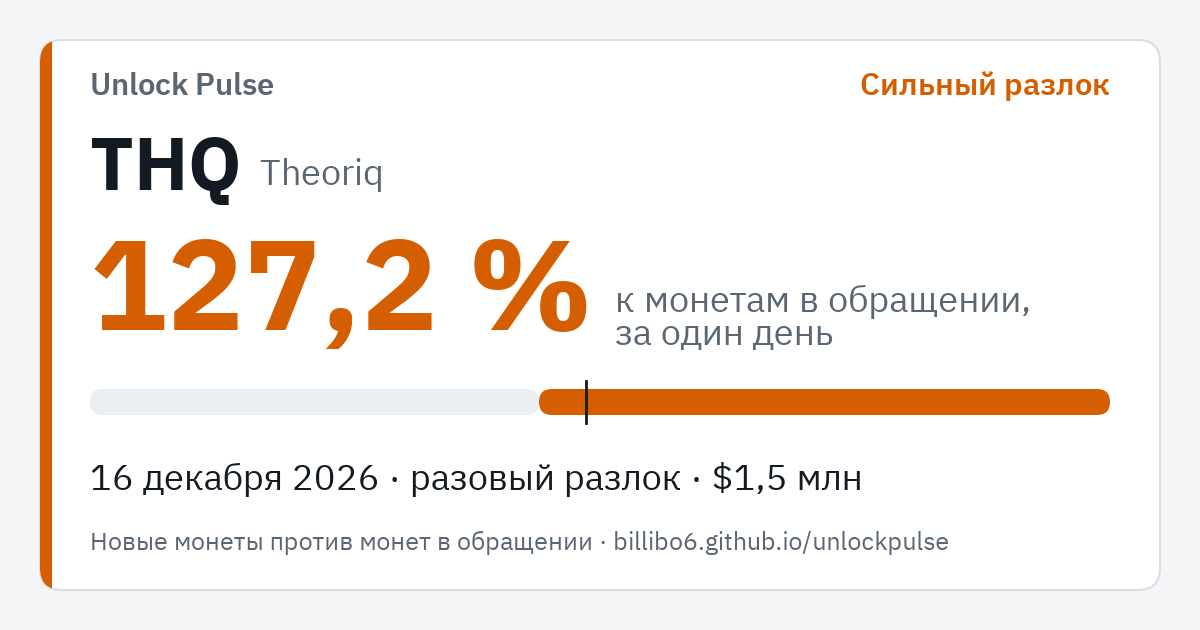 Unlock Pulse
Сильный разлок
THQ Theoriq
127,2 % к монетам в обращении,
за один день
16 декабря 2026 · разовый разлок · $1,5 млн
Новые монеты против монет в обращении · billibo6.github.io/unlockpulse